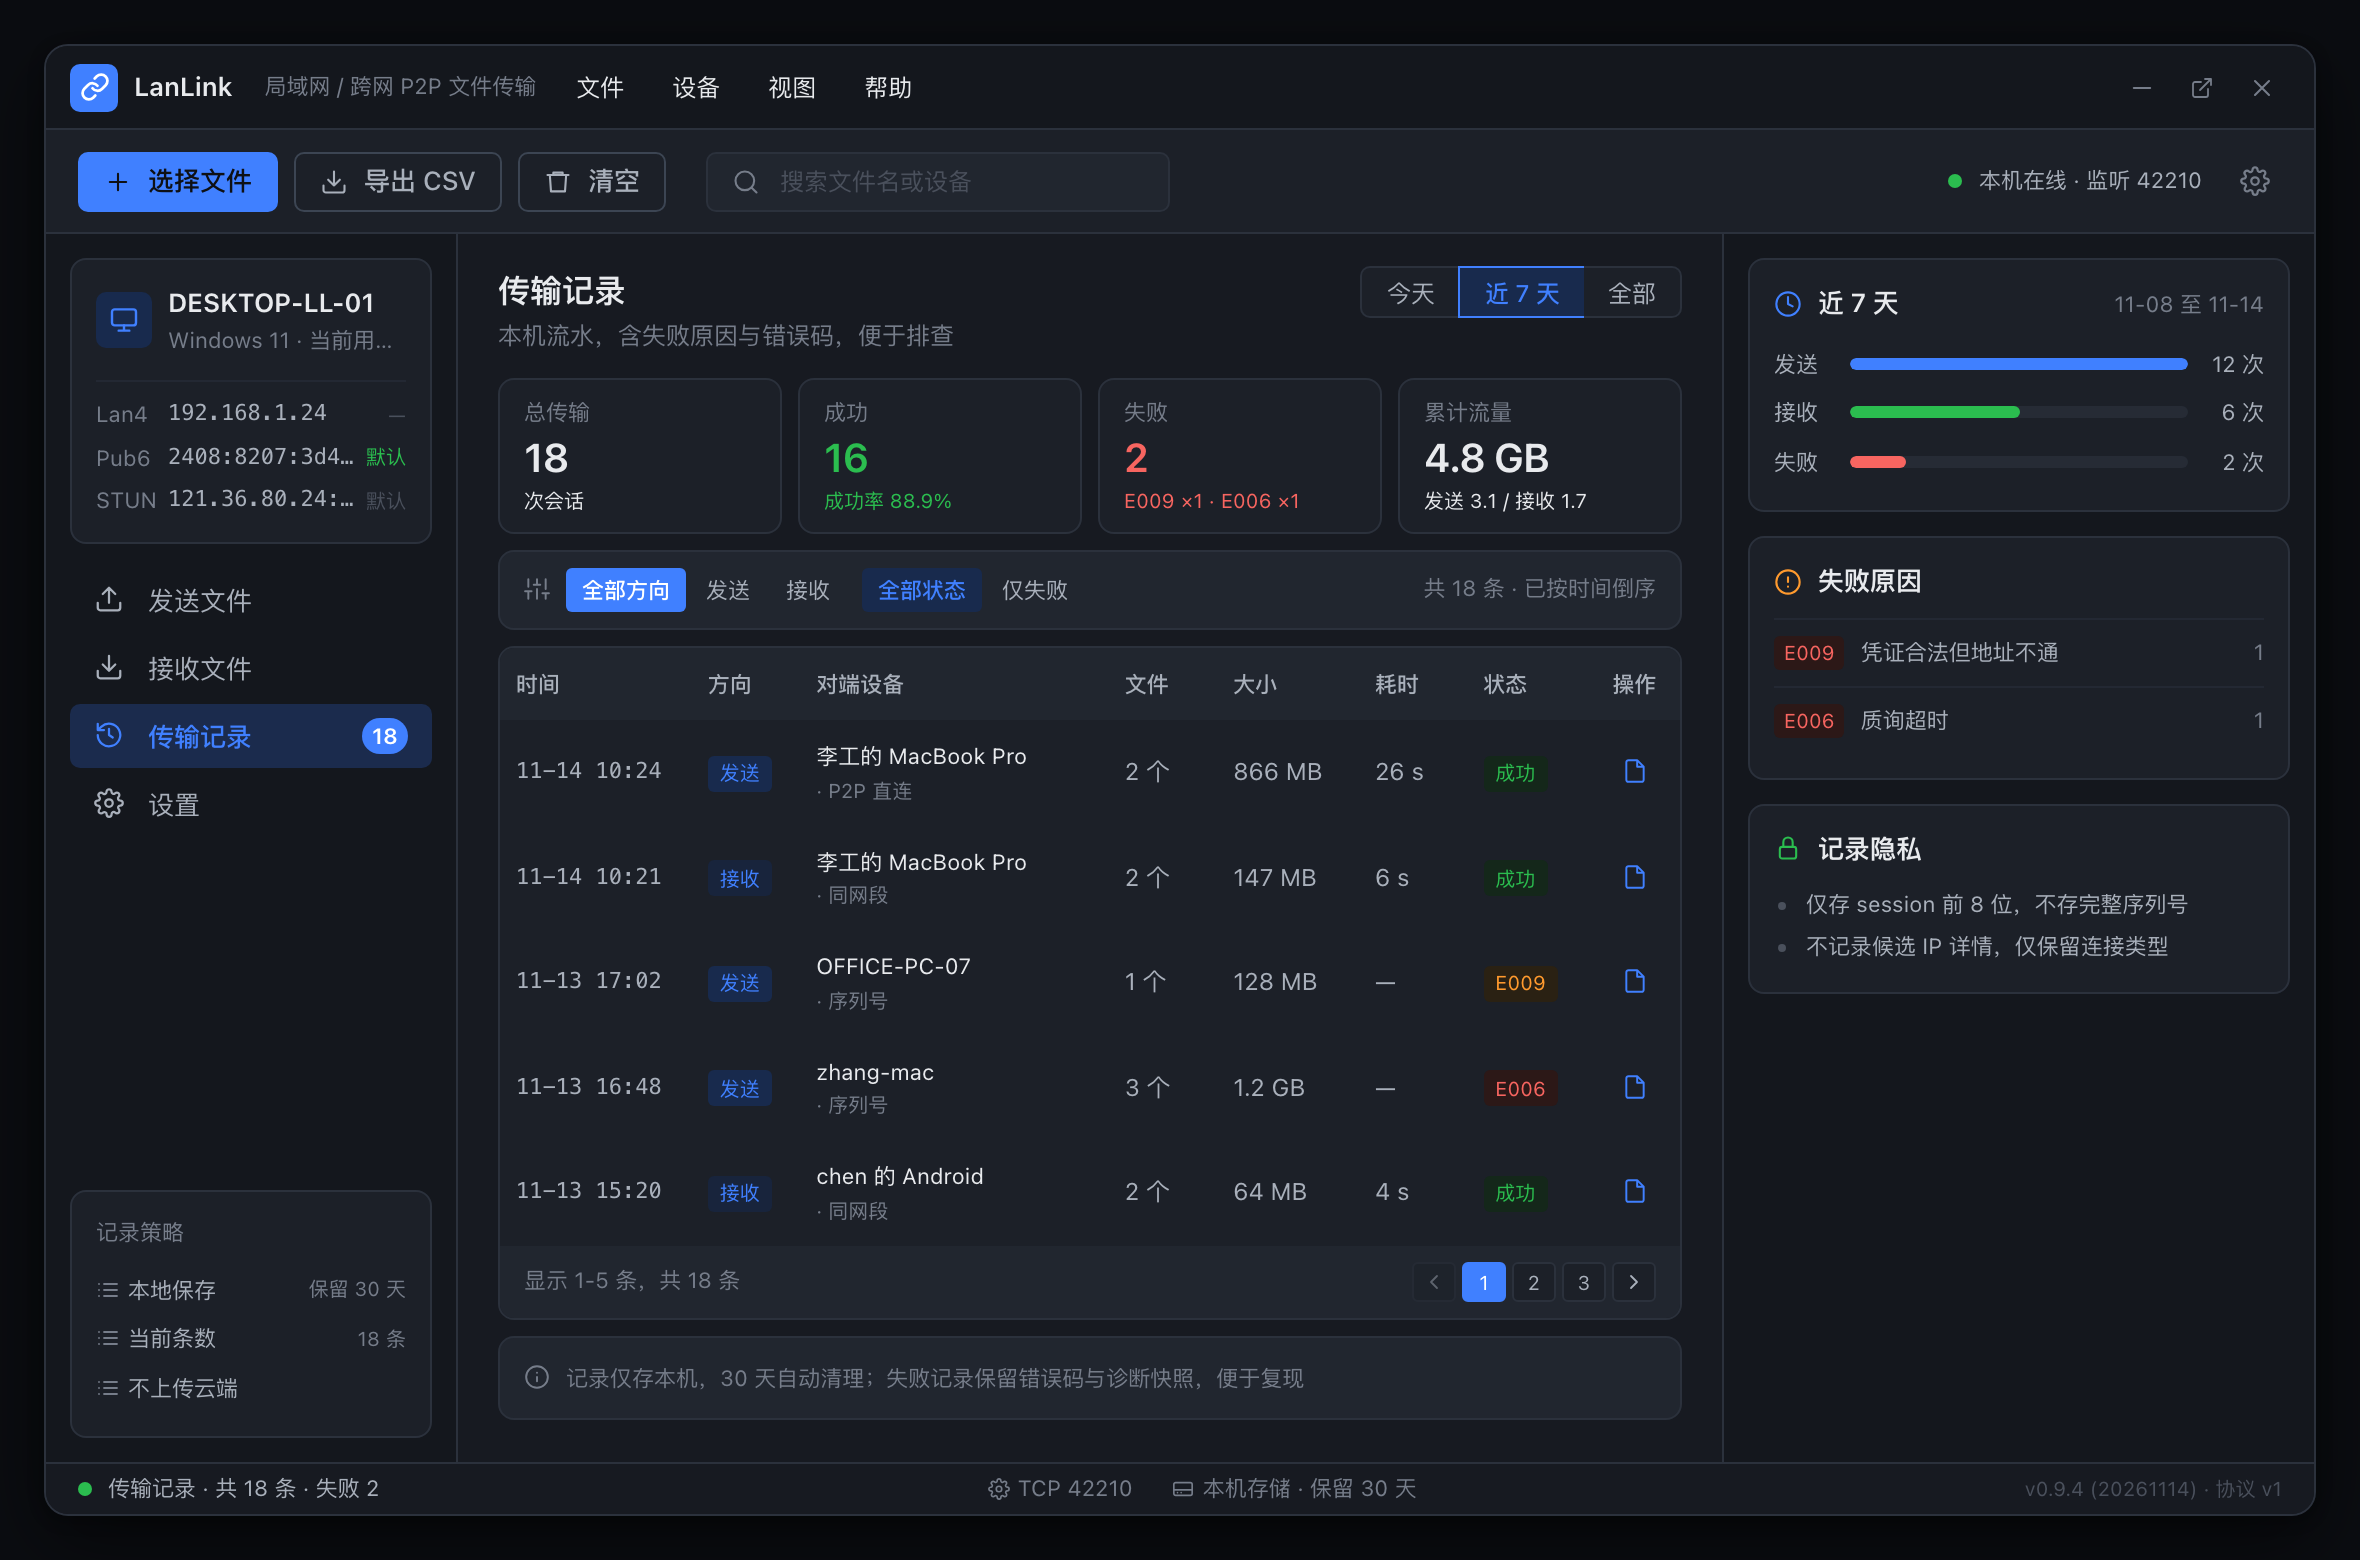 LanLink 局域网 / 跨网 P2P 文件传输 文件 设备 视图 帮助
选择文件 导出 CSV 清空 搜索文件名或设备 本机在线 · 监听 42210
DESKTOP-LL-01
Windows 11 · 当前用...
Lan4 192.168.1.24 —
Pub6 2408:8207:3d4… 默认
STUN 121.36.80.24:… 默认
发送文件
接收文件
传输记录 18
设置
记录策略
本地保存 保留 30 天
当前条数 18 条
不上传云端
传输记录
本机流水，含失败原因与错误码，便于排查
今天 近 7 天 全部
总传输
18
次会话
成功
16
成功率 88.9%
失败
2
E009 ×1 · E006 ×1
累计流量
4.8 GB
发送 3.1 / 接收 1.7
全部方向 发送 接收 全部状态 仅失败 共 18 条 · 已按时间倒序
时间 方向 对端设备 文件 大小 耗时 状态 操作
11-14 10:24 发送 李工的 MacBook Pro 2 个 866 MB 26 s 成功
· P2P 直连
11-14 10:21 接收 李工的 MacBook Pro 2 个 147 MB 6 s 成功
· 同网段
11-13 17:02 发送 OFFICE-PC-07 1 个 128 MB — E009
· 序列号
11-13 16:48 发送 zhang-mac 3 个 1.2 GB — E006
· 序列号
11-13 15:20 接收 chen 的 Android 2 个 64 MB 4 s 成功
· 同网段
显示 1-5 条，共 18 条 1 2 3
记录仅存本机，30 天自动清理；失败记录保留错误码与诊断快照，便于复现
近 7 天 11-08 至 11-14
发送 12 次
接收 6 次
失败 2 次
失败原因
E009 凭证合法但地址不通 1
E006 质询超时 1
记录隐私
仅存 session 前 8 位，不存完整序列号
不记录候选 IP 详情，仅保留连接类型
传输记录 · 共 18 条 · 失败 2 TCP 42210 本机存储 · 保留 30 天 v0.9.4 (20261114) · 协议 v1